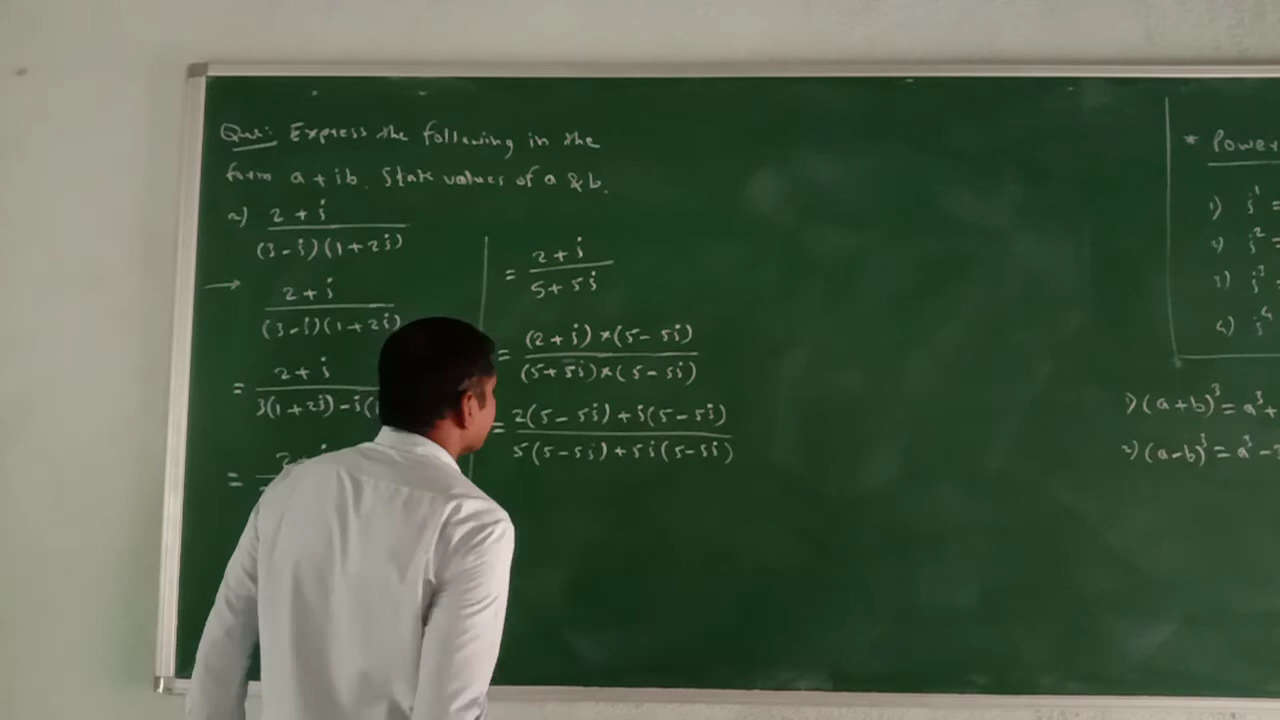 Que: Express the following in the
form a + ib. State values of a & b.
2) 2 + i
(3-i)(1+2i)
→ 2 + i
(3-i)(1+2i)
= 2 + i
3(1+2i) - i(1
=
= 2 + i
5 + 5i
= (2+i) × (5-5i)
(5+5i) × (5-5i)
= 2(5-5i) + i(5-5i)
5(5-5i) + 5i(5-5i)
* Power
1) i¹ =
2) i² =
3) i³
4) i⁴
1) (a+b)³ = a³ +
2) (a-b)³ = a³ -